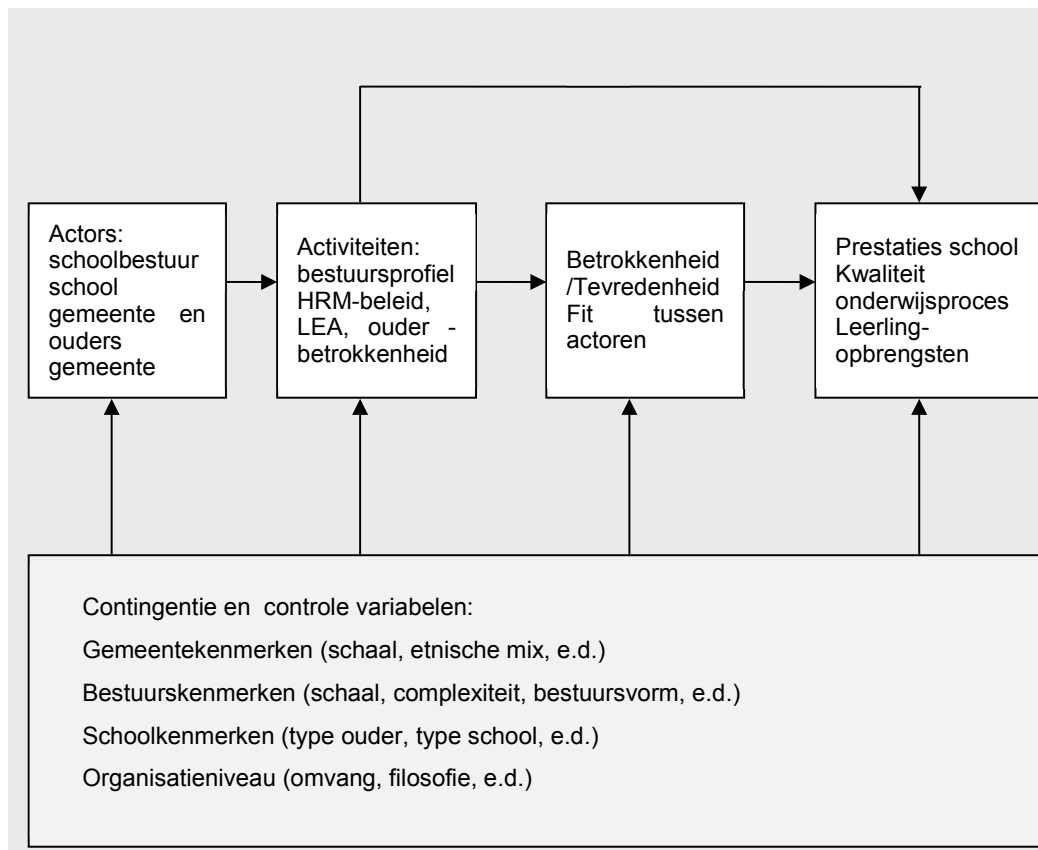 Actors:
schoolbestuur
school
gemeente en
ouders
gemeente
Activiteiten:
bestuursprofiel
HRM-beleid,
LEA, ouder -
betrokkenheid
Betrokkenheid
/Tevredenheid
Fit tussen
actoren
Prestaties school
Kwaliteit
onderwijsproces
Leerling-
opbrengsten
Contingentie en controle variabelen:
Gemeentekenmerken (schaal, etnische mix, e.d.)
Bestuurskenmerken (schaal, complexiteit, bestuursvorm, e.d.)
Schoolkenmerken (type ouder, type school, e.d.)
Organisatieniveau (omvang, filosofie, e.d.)